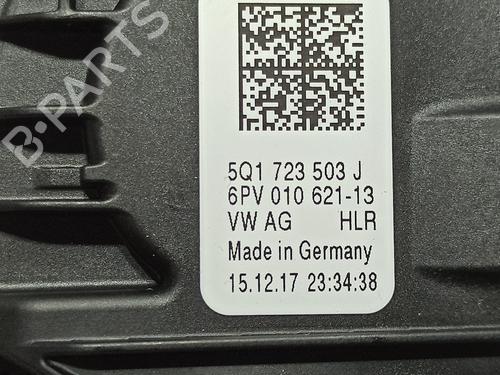 B-PARTS
5Q1 723 503 J
6PV 010 621-13
VW AG HLR
Made in Germany
15.12.17 23:34:38